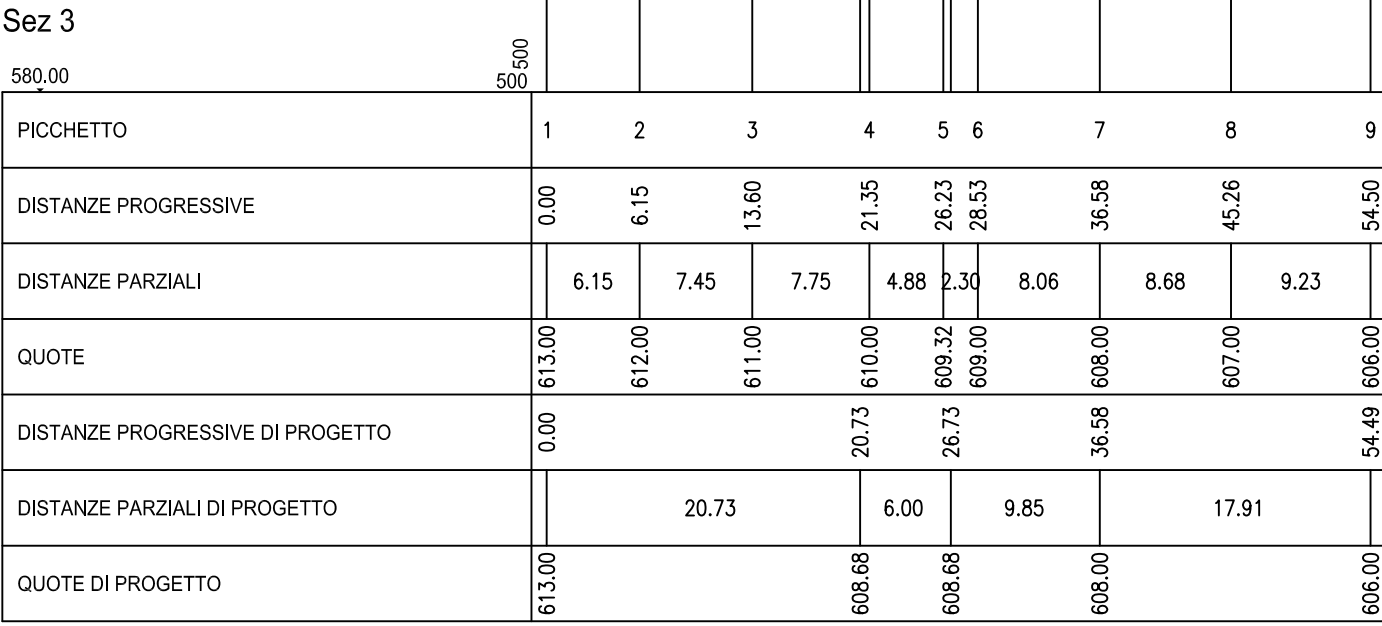 Sez 3
580.00
500
500
PICCHETTO 1 2 3 4 5 6 7 8 9
DISTANZE PROGRESSIVE 0.00 6.15 13.60 21.35 26.23 28.53 36.58 45.26 54.50
DISTANZE PARZIALI 6.15 7.45 7.75 4.88 2.30 8.06 8.68 9.23
QUOTE 613.00 612.00 611.00 610.00 609.32 609.00 608.00 607.00 606.00
DISTANZE PROGRESSIVE DI PROGETTO 0.00 20.73 26.73 36.58 54.49
DISTANZE PARZIALI DI PROGETTO 20.73 6.00 9.85 17.91
QUOTE DI PROGETTO 613.00 608.68 608.68 608.00 606.00